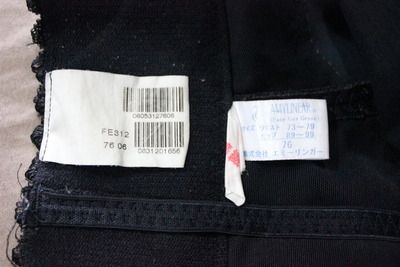 08053127606
FE312
76 06
0831201656
AMYLINGAR
サイズ ウエスト 73〜79
ヒップ 89〜99
76
株式会社 エミーリンガー